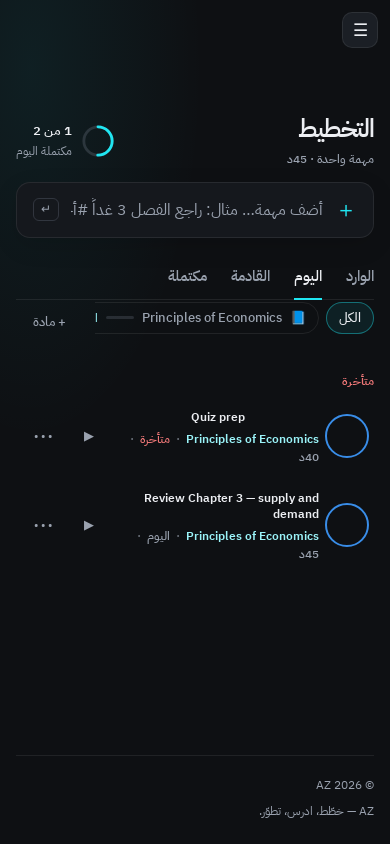 ☰
التخطيط
مهمة واحدة · 45د
1 من 2
مكتملة اليوم
+ أضف مهمة... مثال: راجع الفصل 3 غداً #أ ↵
الوارد اليوم القادمة مكتملة
الكل 📘 Principles of Economics + مادة
متأخرة
Quiz prep
Principles of Economics · متأخرة ·
40د
Review Chapter 3 — supply and
demand
Principles of Economics · اليوم ·
45د
© 2026 AZ
AZ — خطّط، ادرس، تطوّر.